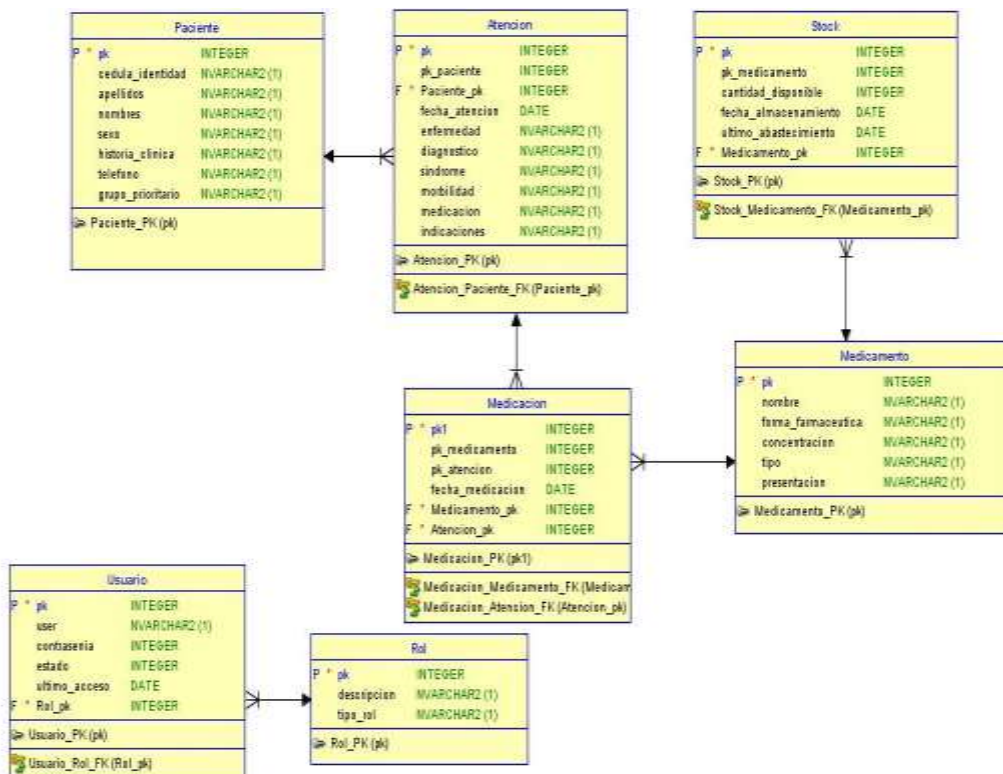 Paciente
P * pk INTEGER
cedula_identidad NVARCHAR2 (1)
apellidos NVARCHAR2 (1)
nombres NVARCHAR2 (1)
sexo NVARCHAR2 (1)
historia_clinica NVARCHAR2 (1)
telefono NVARCHAR2 (1)
grupo_prioritario NVARCHAR2 (1)
Paciente_PK (pk)
Atencion
P * pk INTEGER
pk_paciente INTEGER
F * Paciente_pk INTEGER
fecha_atencion DATE
enfermedad NVARCHAR2 (1)
diagnostico NVARCHAR2 (1)
sindrome NVARCHAR2 (1)
morbilidad NVARCHAR2 (1)
medicacion NVARCHAR2 (1)
indicaciones NVARCHAR2 (1)
Atencion_PK (pk)
Atencion_Paciente_FK (Paciente_pk)
Stock
P * pk INTEGER
pk_medicamento INTEGER
cantidad_disponible INTEGER
fecha_almacenamiento DATE
ultimo_abastecimiento DATE
F * Medicamento_pk INTEGER
Stock_PK (pk)
Stock_Medicamento_FK (Medicamento_pk)
Medicamento
P * pk INTEGER
nombre NVARCHAR2 (1)
forma_farmaceutica NVARCHAR2 (1)
concentracion NVARCHAR2 (1)
tipo NVARCHAR2 (1)
presentacion NVARCHAR2 (1)
Medicamento_PK (pk)
Medicacion
P * pk1 INTEGER
pk_medicamento INTEGER
pk_atencion INTEGER
fecha_medicacion DATE
F * Medicamento_pk INTEGER
F * Atencion_pk INTEGER
Medicacion_PK (pk1)
Medicacion_Medicamento_FK (Medicam
Medicacion_Atencion_FK (Atencion_pk)
Usuario
P * pk INTEGER
user NVARCHAR2 (1)
contrasenia INTEGER
estado INTEGER
ultimo_acceso DATE
F * Rol_pk INTEGER
Usuario_PK (pk)
Usuario_Rol_FK (Rol_pk)
Rol
P * pk INTEGER
descripcion NVARCHAR2 (1)
tipo_rol NVARCHAR2 (1)
Rol_PK (pk)